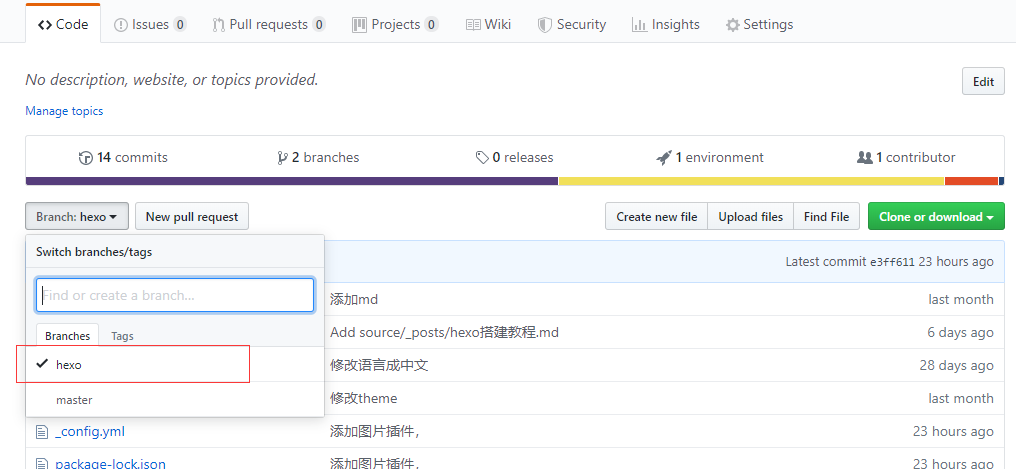 Code Issues 0 Pull requests 0 Projects 0 Wiki Security Insights Settings
No description, website, or topics provided.
Edit
Manage topics
14 commits 2 branches 0 releases 1 environment 1 contributor
Branch: hexo New pull request Create new file Upload files Find File Clone or download
Switch branches/tags
Latest commit e3ff611 23 hours ago
Find or create a branch...
添加md last month
Branches Tags
Add source/_posts/hexo搭建教程.md 6 days ago
hexo
修改语言成中文 28 days ago
master
修改theme last month
_config.yml 添加图片插件, 23 hours ago
package-lock.json 添加图片插件, 23 hours ago